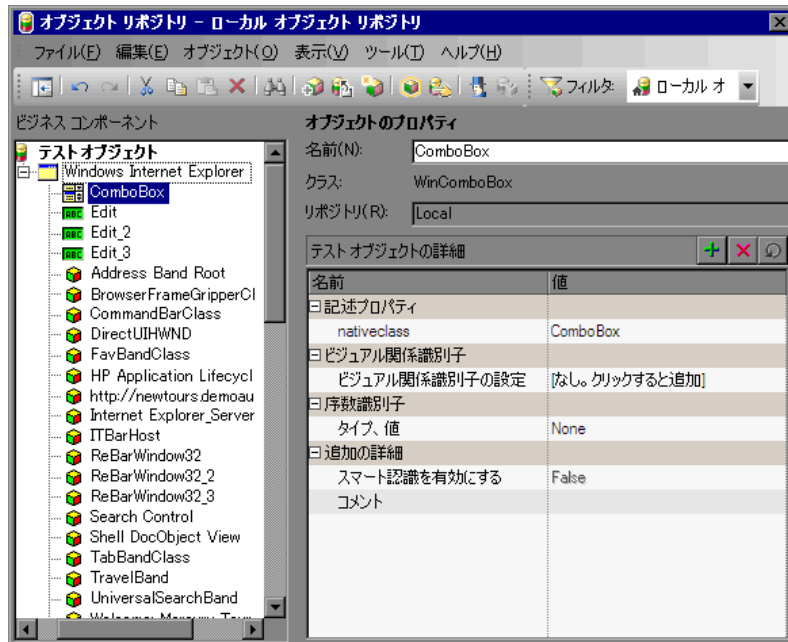 オブジェクト リポジトリ - ローカル オブジェクト リポジトリ
ファイル(F) 編集(E) オブジェクト(O) 表示(V) ツール(T) ヘルプ(H)
フィルタ: ローカル オ
ビジネス コンポーネント
テスト オブジェクト
Windows Internet Explorer
ComboBox
Edit
Edit_2
Edit_3
Address Band Root
BrowserFrameGripperCl
CommandBarClass
DirectUIHWND
FavBandClass
HP Application Lifecycl
http://newtours.demoau
Internet Explorer_Server
ITBarHost
ReBarWindow32
ReBarWindow32_2
ReBarWindow32_3
Search Control
Shell DocObject View
TabBandClass
TravelBand
UniversalSearchBand
オブジェクトのプロパティ
名前(N): ComboBox
クラス: WinComboBox
リポジトリ(R): Local
テスト オブジェクトの詳細
名前 値
記述プロパティ
nativeclass ComboBox
ビジュアル関係識別子
ビジュアル関係識別子の設定 [なし。クリックすると追加]
序数識別子
タイプ、値 None
追加の詳細
スマート認識を有効にする False
コメント